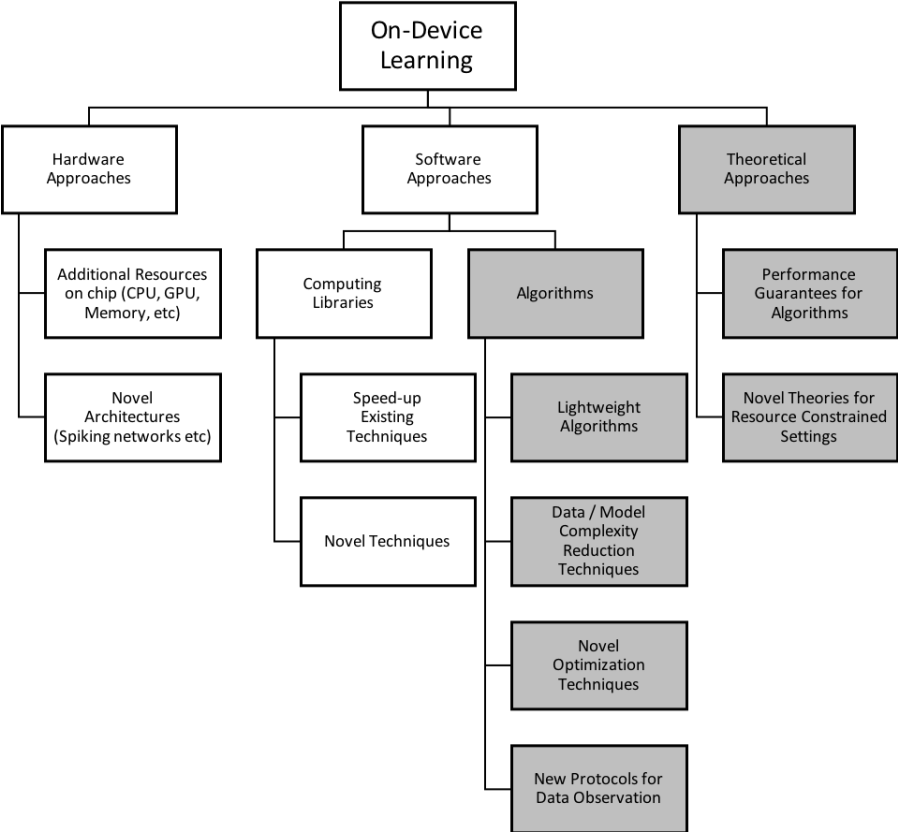 On-Device
Learning
Hardware
Approaches
Software
Approaches
Theoretical
Approaches
Additional Resources
on chip (CPU, GPU,
Memory, etc)
Computing
Libraries
Algorithms
Performance
Guarantees for
Algorithms
Novel
Architectures
(Spiking networks etc)
Speed-up
Existing
Techniques
Lightweight
Algorithms
Novel Theories for
Resource Constrained
Settings
Novel Techniques
Data / Model
Complexity
Reduction
Techniques
Novel
Optimization
Techniques
New Protocols for
Data Observation